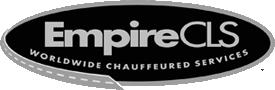 EmpireCLS
WORLDWIDE CHAUFFEURED SERVICES